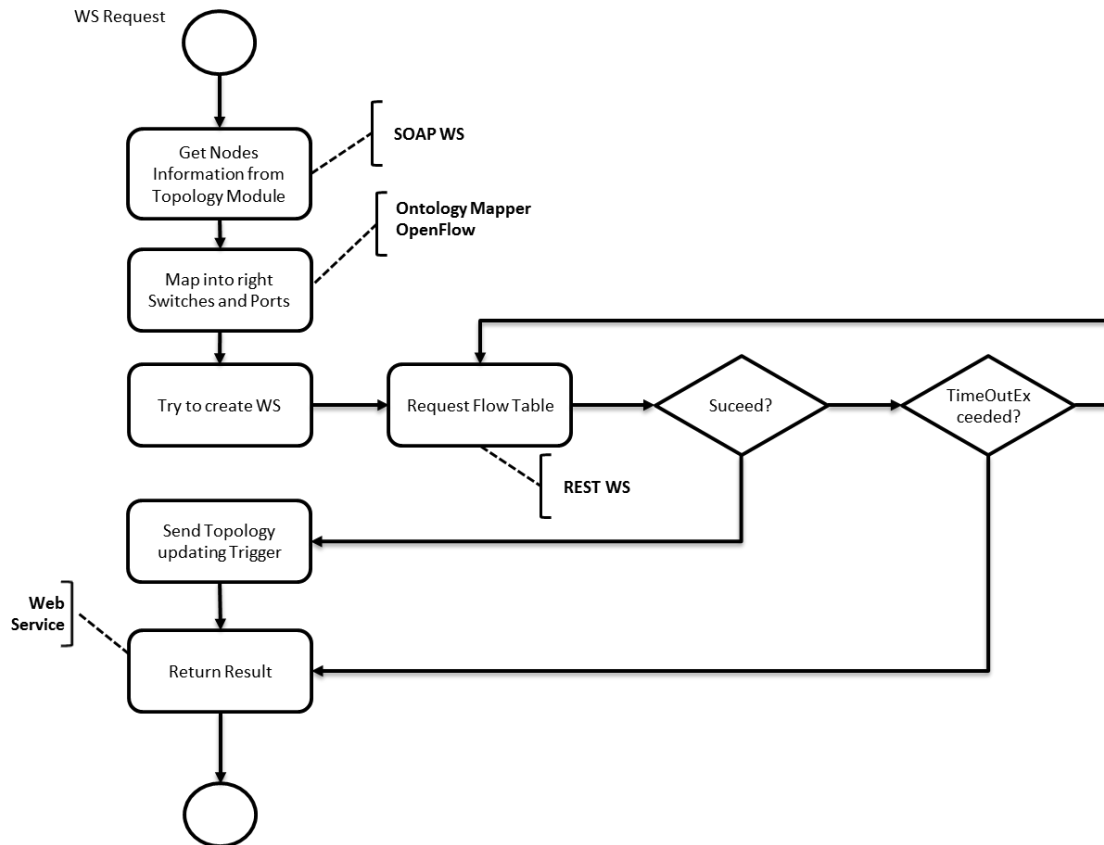 WS Request
Get Nodes
Information from
Topology Module
SOAP WS
Ontology Mapper
OpenFlow
Map into right
Switches and Ports
Try to create WS
Request Flow Table
Suceed?
TimeOutEx
ceeded?
REST WS
Send Topology
updating Trigger
Web
Service
Return Result